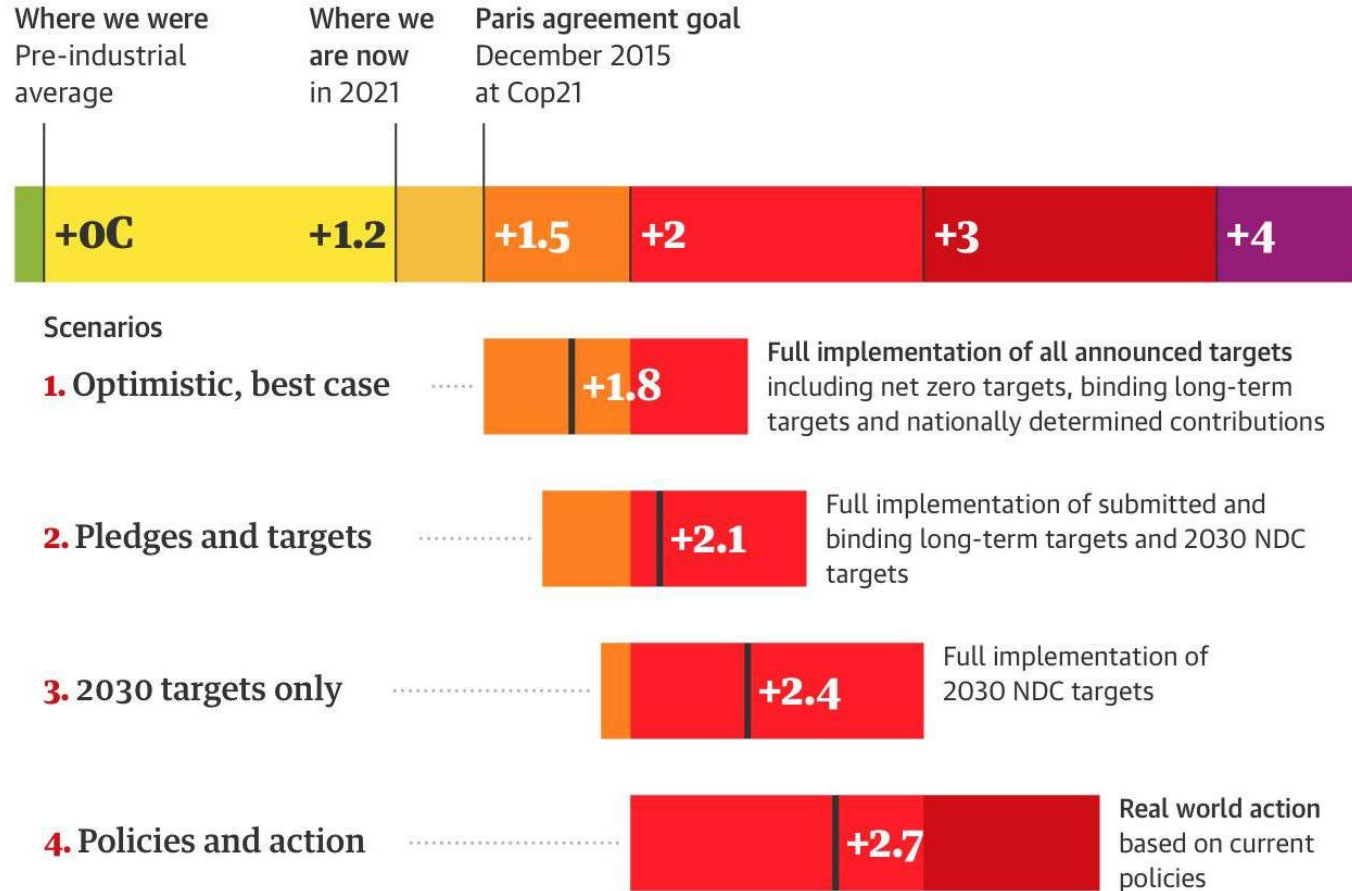 Where we were
Pre-industrial
average
Where we
are now
in 2021
Paris agreement goal
December 2015
at Cop21
+0C
+1.2
+1.5
+2
+3
+4
Scenarios
1. Optimistic, best case
+1.8
Full implementation of all announced targets
including net zero targets, binding long-term
targets and nationally determined contributions
2. Pledges and targets
+2.1
Full implementation of submitted and
binding long-term targets and 2030 NDC
targets
3. 2030 targets only
+2.4
Full implementation of
2030 NDC targets
4. Policies and action
+2.7
Real world action
based on current
policies